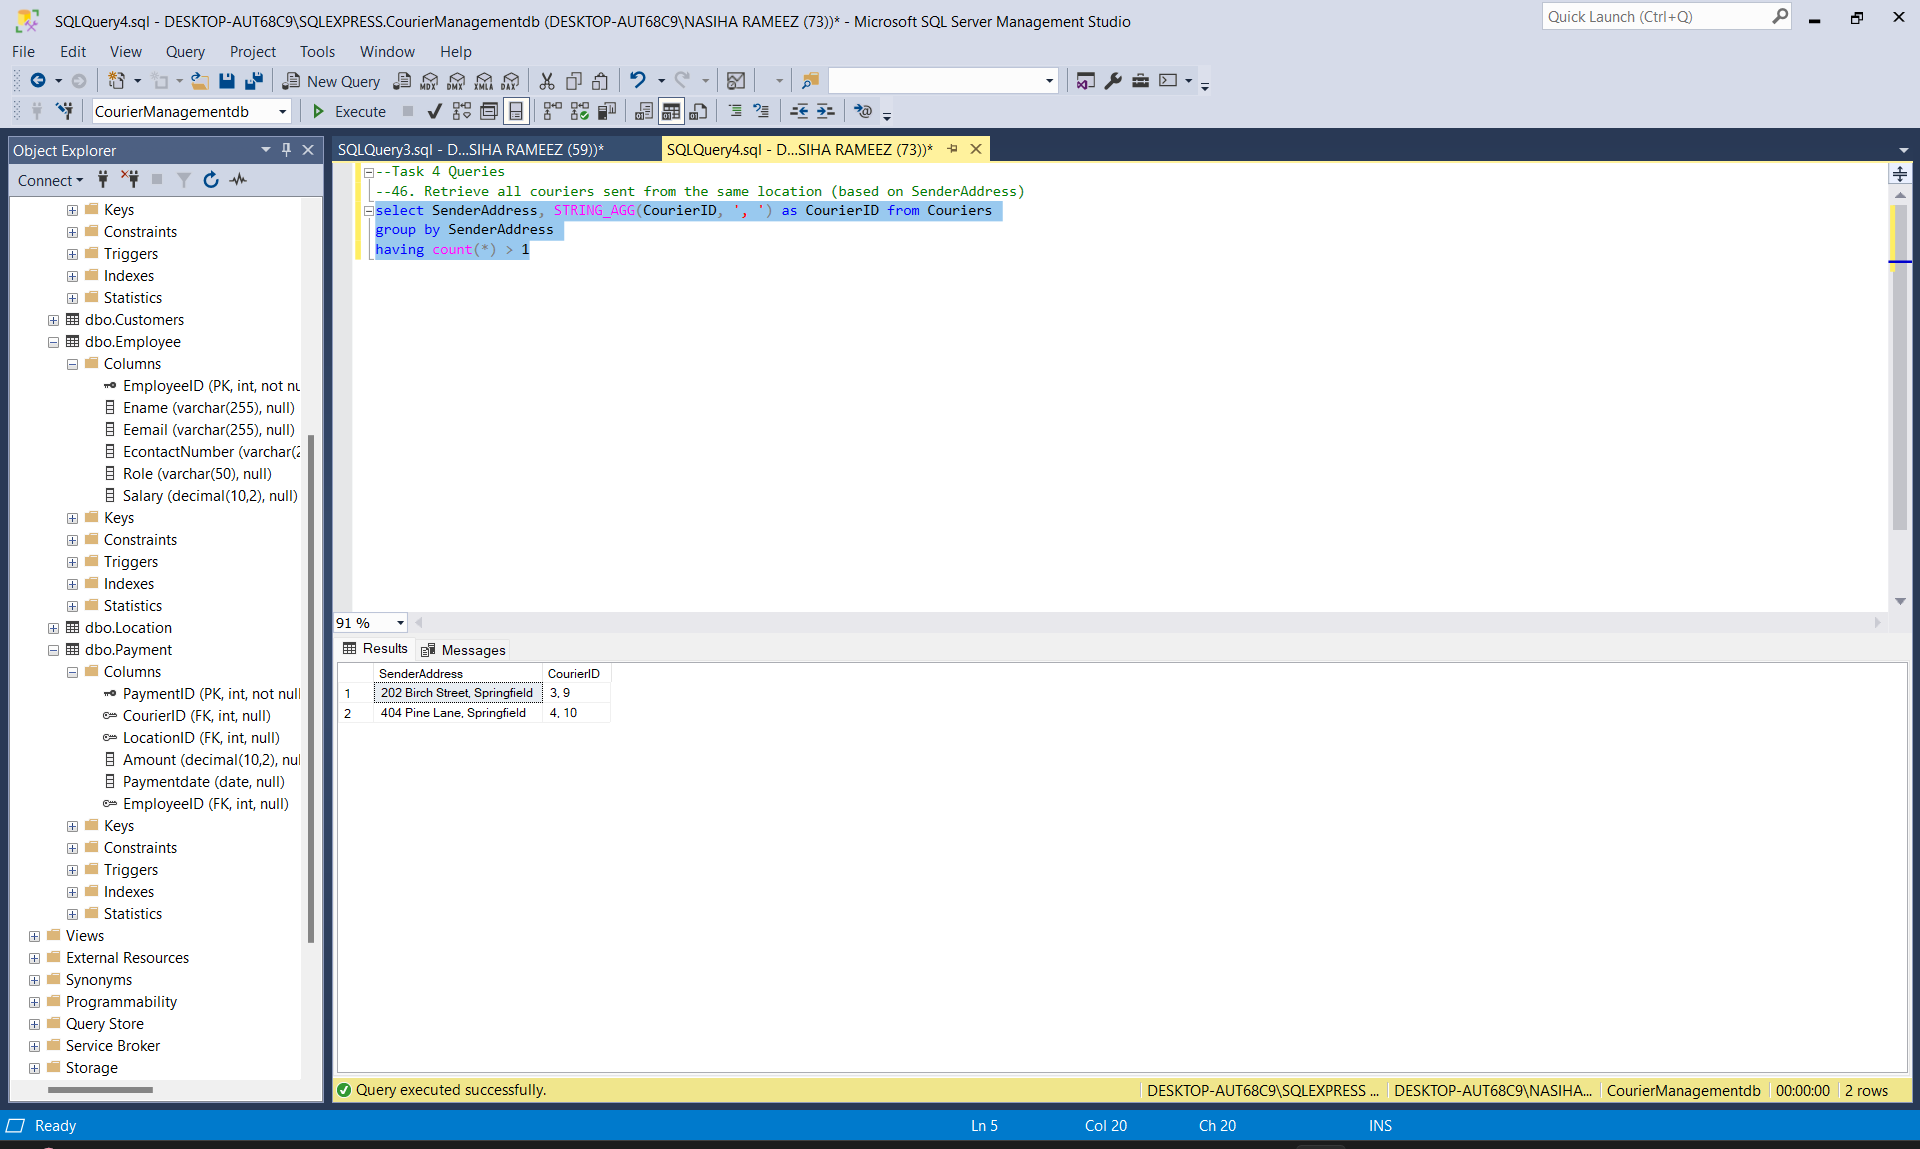 SQLQuery4.sql - DESKTOP-AUT68C9\SQLEXPRESS.CourierManagementdb (DESKTOP-AUT68C9\NASIHA RAMEEZ (73))* - Microsoft SQL Server Management Studio
Quick Launch (Ctrl+Q)
File Edit View Query Project Tools Window Help
New Query MDX DMX XMLA DAX
CourierManagementdb Execute
Object Explorer
Connect
Keys
Constraints
Triggers
Indexes
Statistics
dbo.Customers
dbo.Employee
Columns
EmployeeID (PK, int, not nu
Ename (varchar(255), null)
Eemail (varchar(255), null)
EcontactNumber (varchar(2
Role (varchar(50), null)
Salary (decimal(10,2), null)
Keys
Constraints
Triggers
Indexes
Statistics
dbo.Location
dbo.Payment
Columns
PaymentID (PK, int, not null
CourierID (FK, int, null)
LocationID (FK, int, null)
Amount (decimal(10,2), nul
Paymentdate (date, null)
EmployeeID (FK, int, null)
Keys
Constraints
Triggers
Indexes
Statistics
Views
External Resources
Synonyms
Programmability
Query Store
Service Broker
Storage
SQLQuery3.sql - D...SIHA RAMEEZ (59))*
SQLQuery4.sql - D...SIHA RAMEEZ (73))*
--Task 4 Queries
--46. Retrieve all couriers sent from the same location (based on SenderAddress)
select SenderAddress, STRING_AGG(CourierID, ', ') as CourierID from Couriers
group by SenderAddress
having count(*) > 1
91 %
Results Messages
SenderAddress CourierID
1 202 Birch Street, Springfield 3, 9
2 404 Pine Lane, Springfield 4, 10
Query executed successfully.
DESKTOP-AUT68C9\SQLEXPRESS ... DESKTOP-AUT68C9\NASIHA... CourierManagementdb 00:00:00 2 rows
Ready Ln 5 Col 20 Ch 20 INS